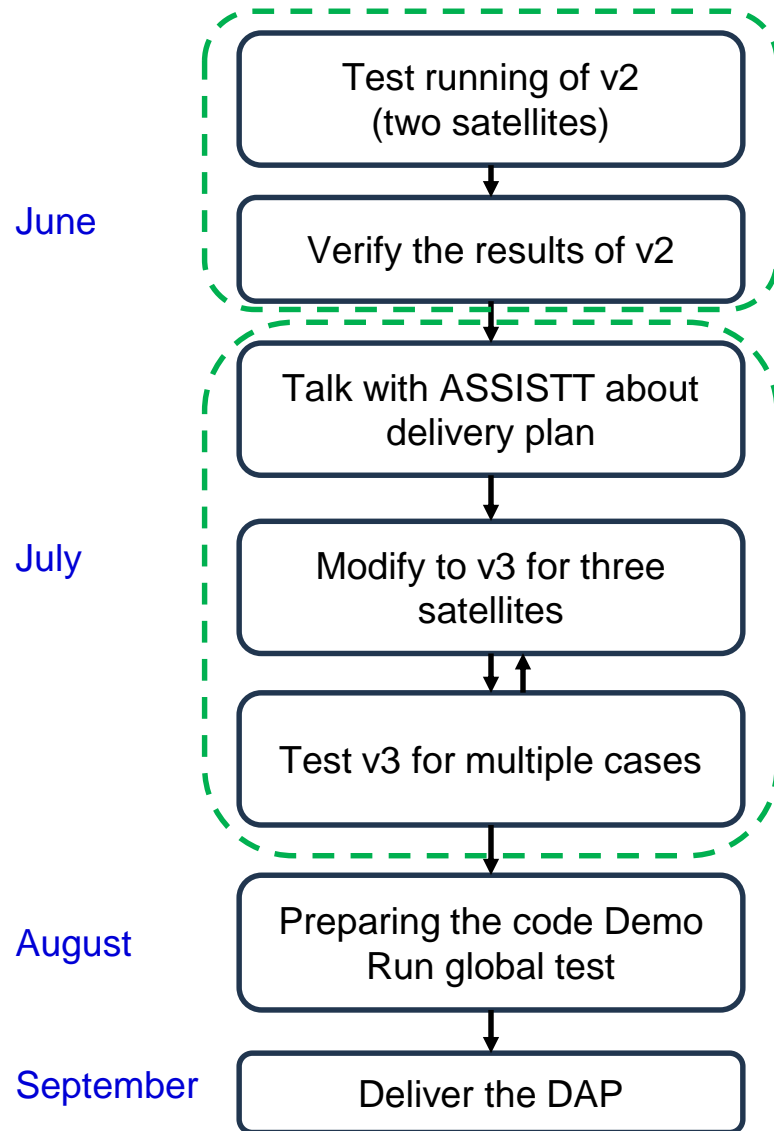 Test running of v2
(two satellites)
June
Verify the results of v2
Talk with ASSISTT about
delivery plan
July
Modify to v3 for three
satellites
Test v3 for multiple cases
August
Preparing the code Demo
Run global test
September
Deliver the DAP